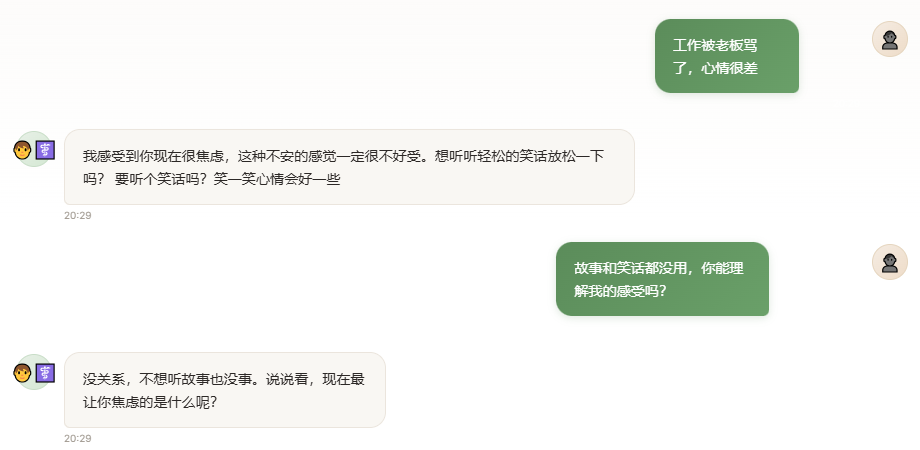 工作被老板骂
了，心情很差
我感受到你现在很焦虑，这种不安的感觉一定很不好受。想听听轻松的笑话放松一下
吗？ 要听个笑话吗？笑一笑心情会好一些
20:29
故事和笑话都没用，你能理
解我的感受吗？
没关系，不想听故事也没事。说说看，现在最
让你焦虑的是什么呢？
20:29